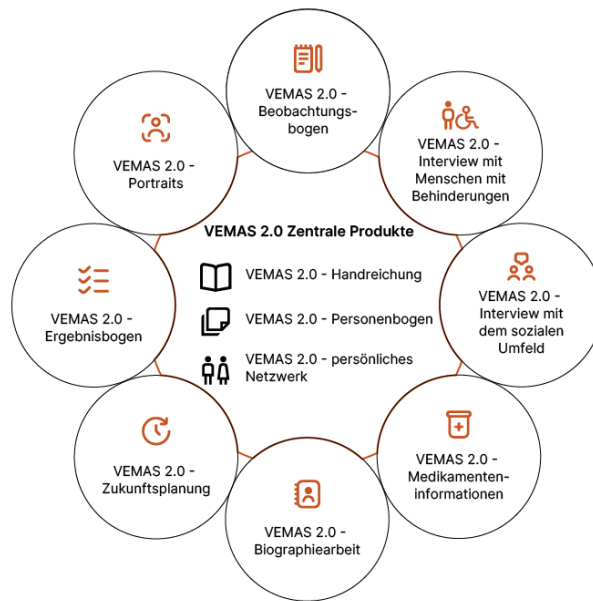 VEMAS 2.0 -
Beobachtungs-
bogen
VEMAS 2.0 -
Interview mit
Menschen mit
Behinderungen
VEMAS 2.0 -
Interview mit
dem sozialen
Umfeld
VEMAS 2.0 -
Medikamenten-
informationen
VEMAS 2.0 -
Biographiearbeit
VEMAS 2.0 -
Zukunftsplanung
VEMAS 2.0 -
Ergebnisbogen
VEMAS 2.0 -
Portraits
VEMAS 2.0 Zentrale Produkte
VEMAS 2.0 - Handreichung
VEMAS 2.0 - Personenbogen
VEMAS 2.0 - persönliches
Netzwerk